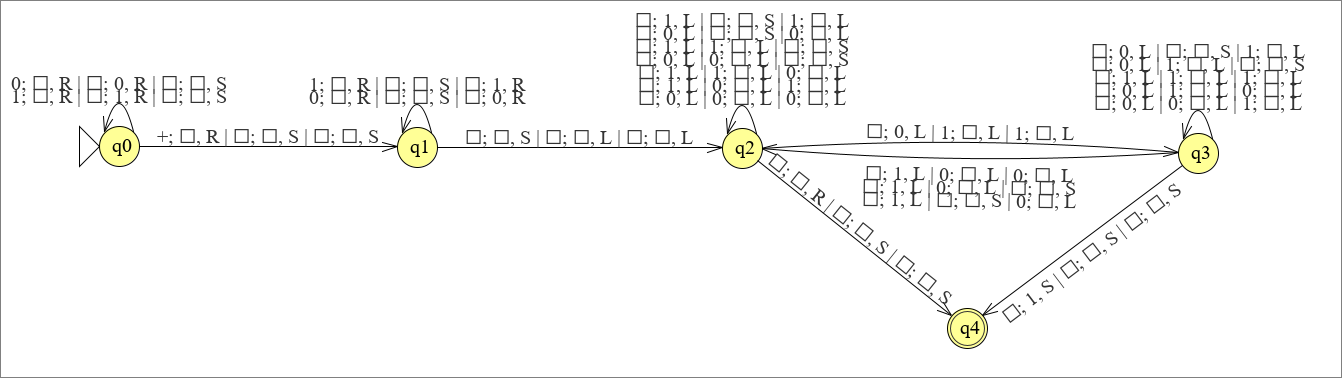 0; □, R | □; 0, R | □; □, S
1; □, R | □; 1, R | □; □, S
q0
+; □, R | □; □, S | □; □, S
1; □, R | □; □, S | □; 1, R
0; □, R | □; □, S | □; 0, R
q1
□; □, S | □; □, L | □; □, L
□; 1, L | □; □, S | 1; □, L
□; 0, L | □; □, S | 0; □, L
□; 1, L | 1; □, L | □; □, S
□; 0, L | 0; □, L | □; □, S
□; 1, L | 1; □, L | 0; □, L
□; 1, L | 0; □, L | 1; □, L
□; 0, L | 0; □, L | 0; □, L
q2
□; 0, L | 1; □, L | 1; □, L
□; 1, L | 0; □, L | 0; □, L
□; 1, L | 0; □, L | □; □, S
□; 1, L | □; □, S | 0; □, L
□; 0, L | □; □, S | 1; □, L
□; 0, L | 1; □, L | □; □, S
□; 1, L | 1; □, L | 1; □, L
□; 0, L | 1; □, L | 0; □, L
□; 0, L | 0; □, L | 1; □, L
q3
□; □, R | □; □, S | □; □, S
□; 1, S | □; □, S | □; □, S
q4